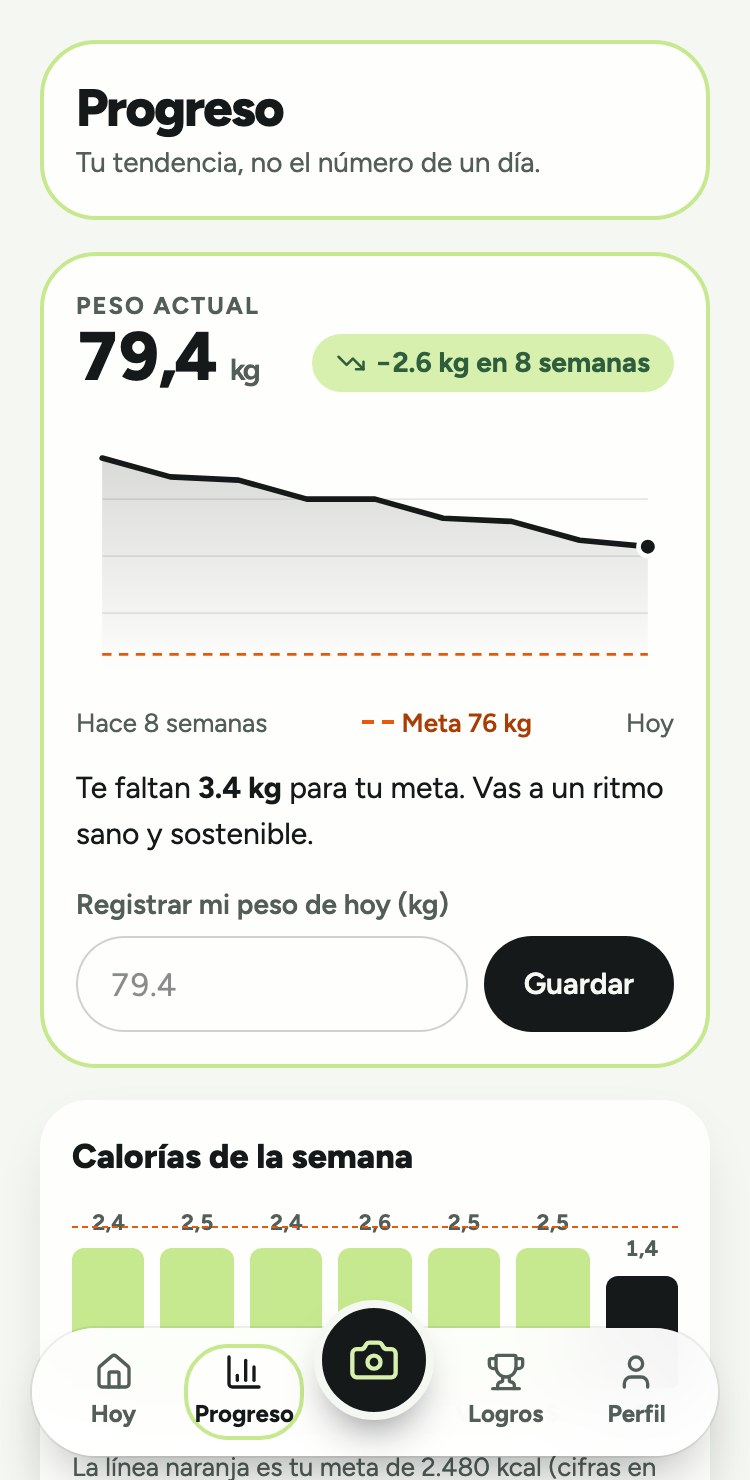 Progreso
Tu tendencia, no el número de un día.
PESO ACTUAL
79,4 kg
−2.6 kg en 8 semanas
Hace 8 semanas
Meta 76 kg
Hoy
Te faltan 3.4 kg para tu meta. Vas a un ritmo
sano y sostenible.
Registrar mi peso de hoy (kg)
79.4
Guardar
Calorías de la semana
2,4 2,5 2,4 2,6 2,5 2,5 1,4
Hoy
Progreso
Logros
Perfil
La línea naranja es tu meta de 2.480 kcal (cifras en